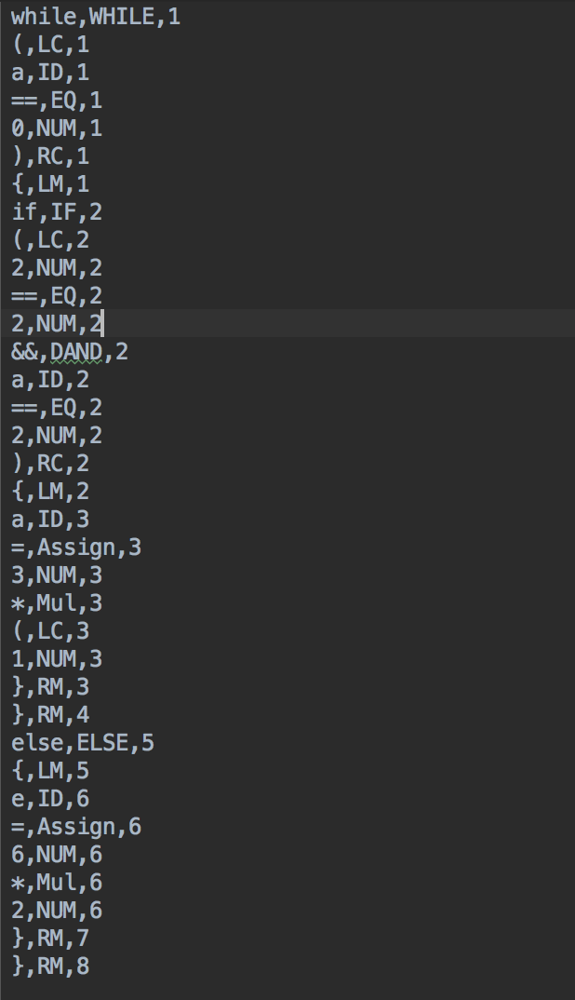 while,WHILE,1
(,LC,1
a,ID,1
==,EQ,1
0,NUM,1
),RC,1
{,LM,1
if,IF,2
(,LC,2
2,NUM,2
==,EQ,2
2,NUM,2
&&,DAND,2
a,ID,2
==,EQ,2
2,NUM,2
),RC,2
{,LM,2
a,ID,3
=,Assign,3
3,NUM,3
*,Mul,3
(,LC,3
1,NUM,3
},RM,3
},RM,4
else,ELSE,5
{,LM,5
e,ID,6
=,Assign,6
6,NUM,6
*,Mul,6
2,NUM,6
},RM,7
},RM,8